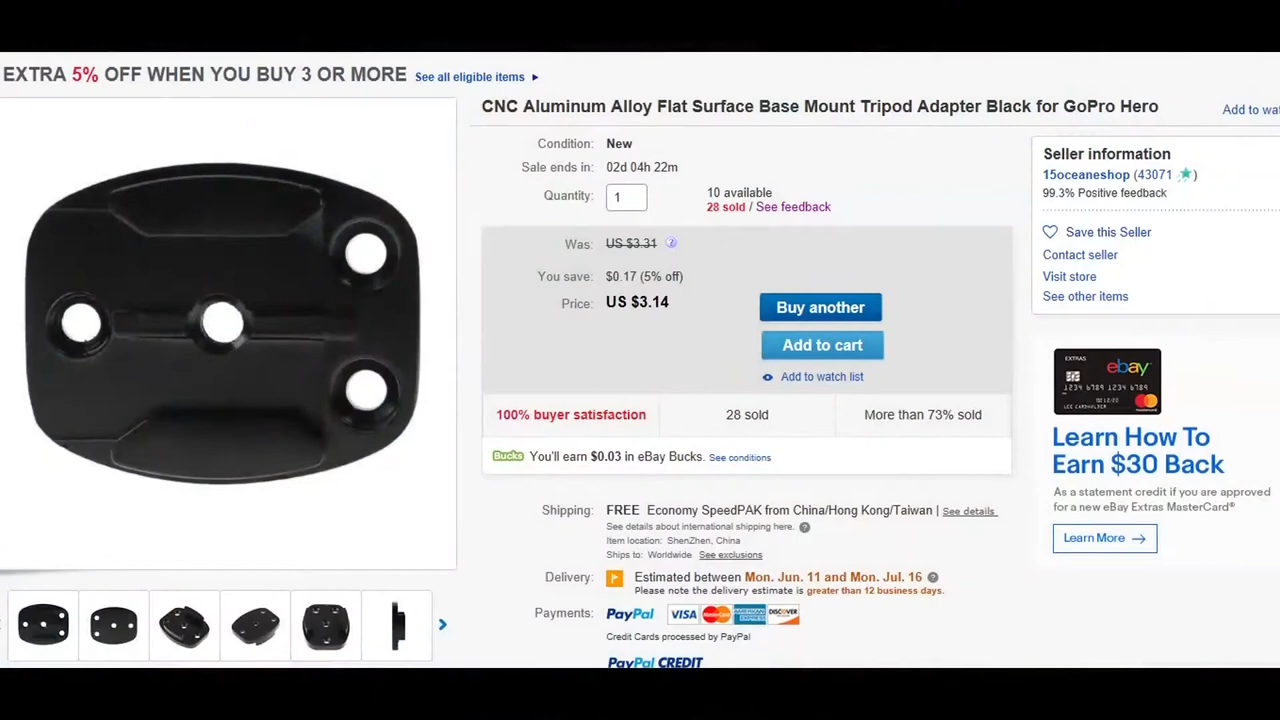 EXTRA 5% OFF WHEN YOU BUY 3 OR MORE See all eligible items
CNC Aluminum Alloy Flat Surface Base Mount Tripod Adapter Black for GoPro Hero
Add to wat
Condition: New
Sale ends in: 02d 04h 22m
Quantity: 1
10 available
28 sold / See feedback
Was: US $3.31
You save: $0.17 (5% off)
Price: US $3.14
Buy another
Add to cart
Add to watch list
100% buyer satisfaction
28 sold
More than 73% sold
Bucks You'll earn $0.03 in eBay Bucks. See conditions
Shipping: FREE Economy SpeedPAK from China/Hong Kong/Taiwan | See details
See details about international shipping here.
Item location: ShenZhen, China
Ships to: Worldwide See exclusions
Delivery: Estimated between Mon. Jun. 11 and Mon. Jul. 16
Please note the delivery estimate is greater than 12 business days.
Payments: PayPal VISA MasterCard AMERICAN EXPRESS DISCOVER
Credit Cards processed by PayPal
PayPal CREDIT
Seller information
15oceaneshop (43071)
99.3% Positive feedback
Save this Seller
Contact seller
Visit store
See other items
EXTRAS
ebay
LEE CARDHOLDER
Learn How To
Earn $30 Back
As a statement credit if you are approved
for a new eBay Extras MasterCard®
Learn More